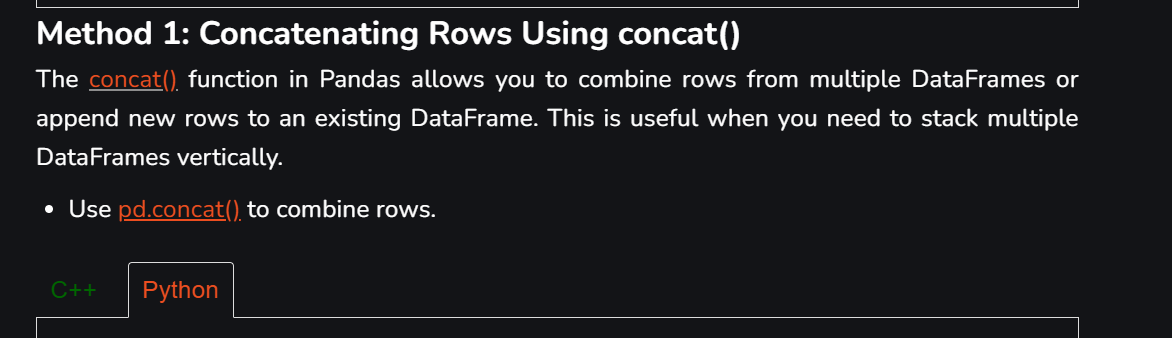 Method 1: Concatenating Rows Using concat()
The concat() function in Pandas allows you to combine rows from multiple DataFrames or
append new rows to an existing DataFrame. This is useful when you need to stack multiple
DataFrames vertically.
• Use pd.concat() to combine rows.
C++ Python